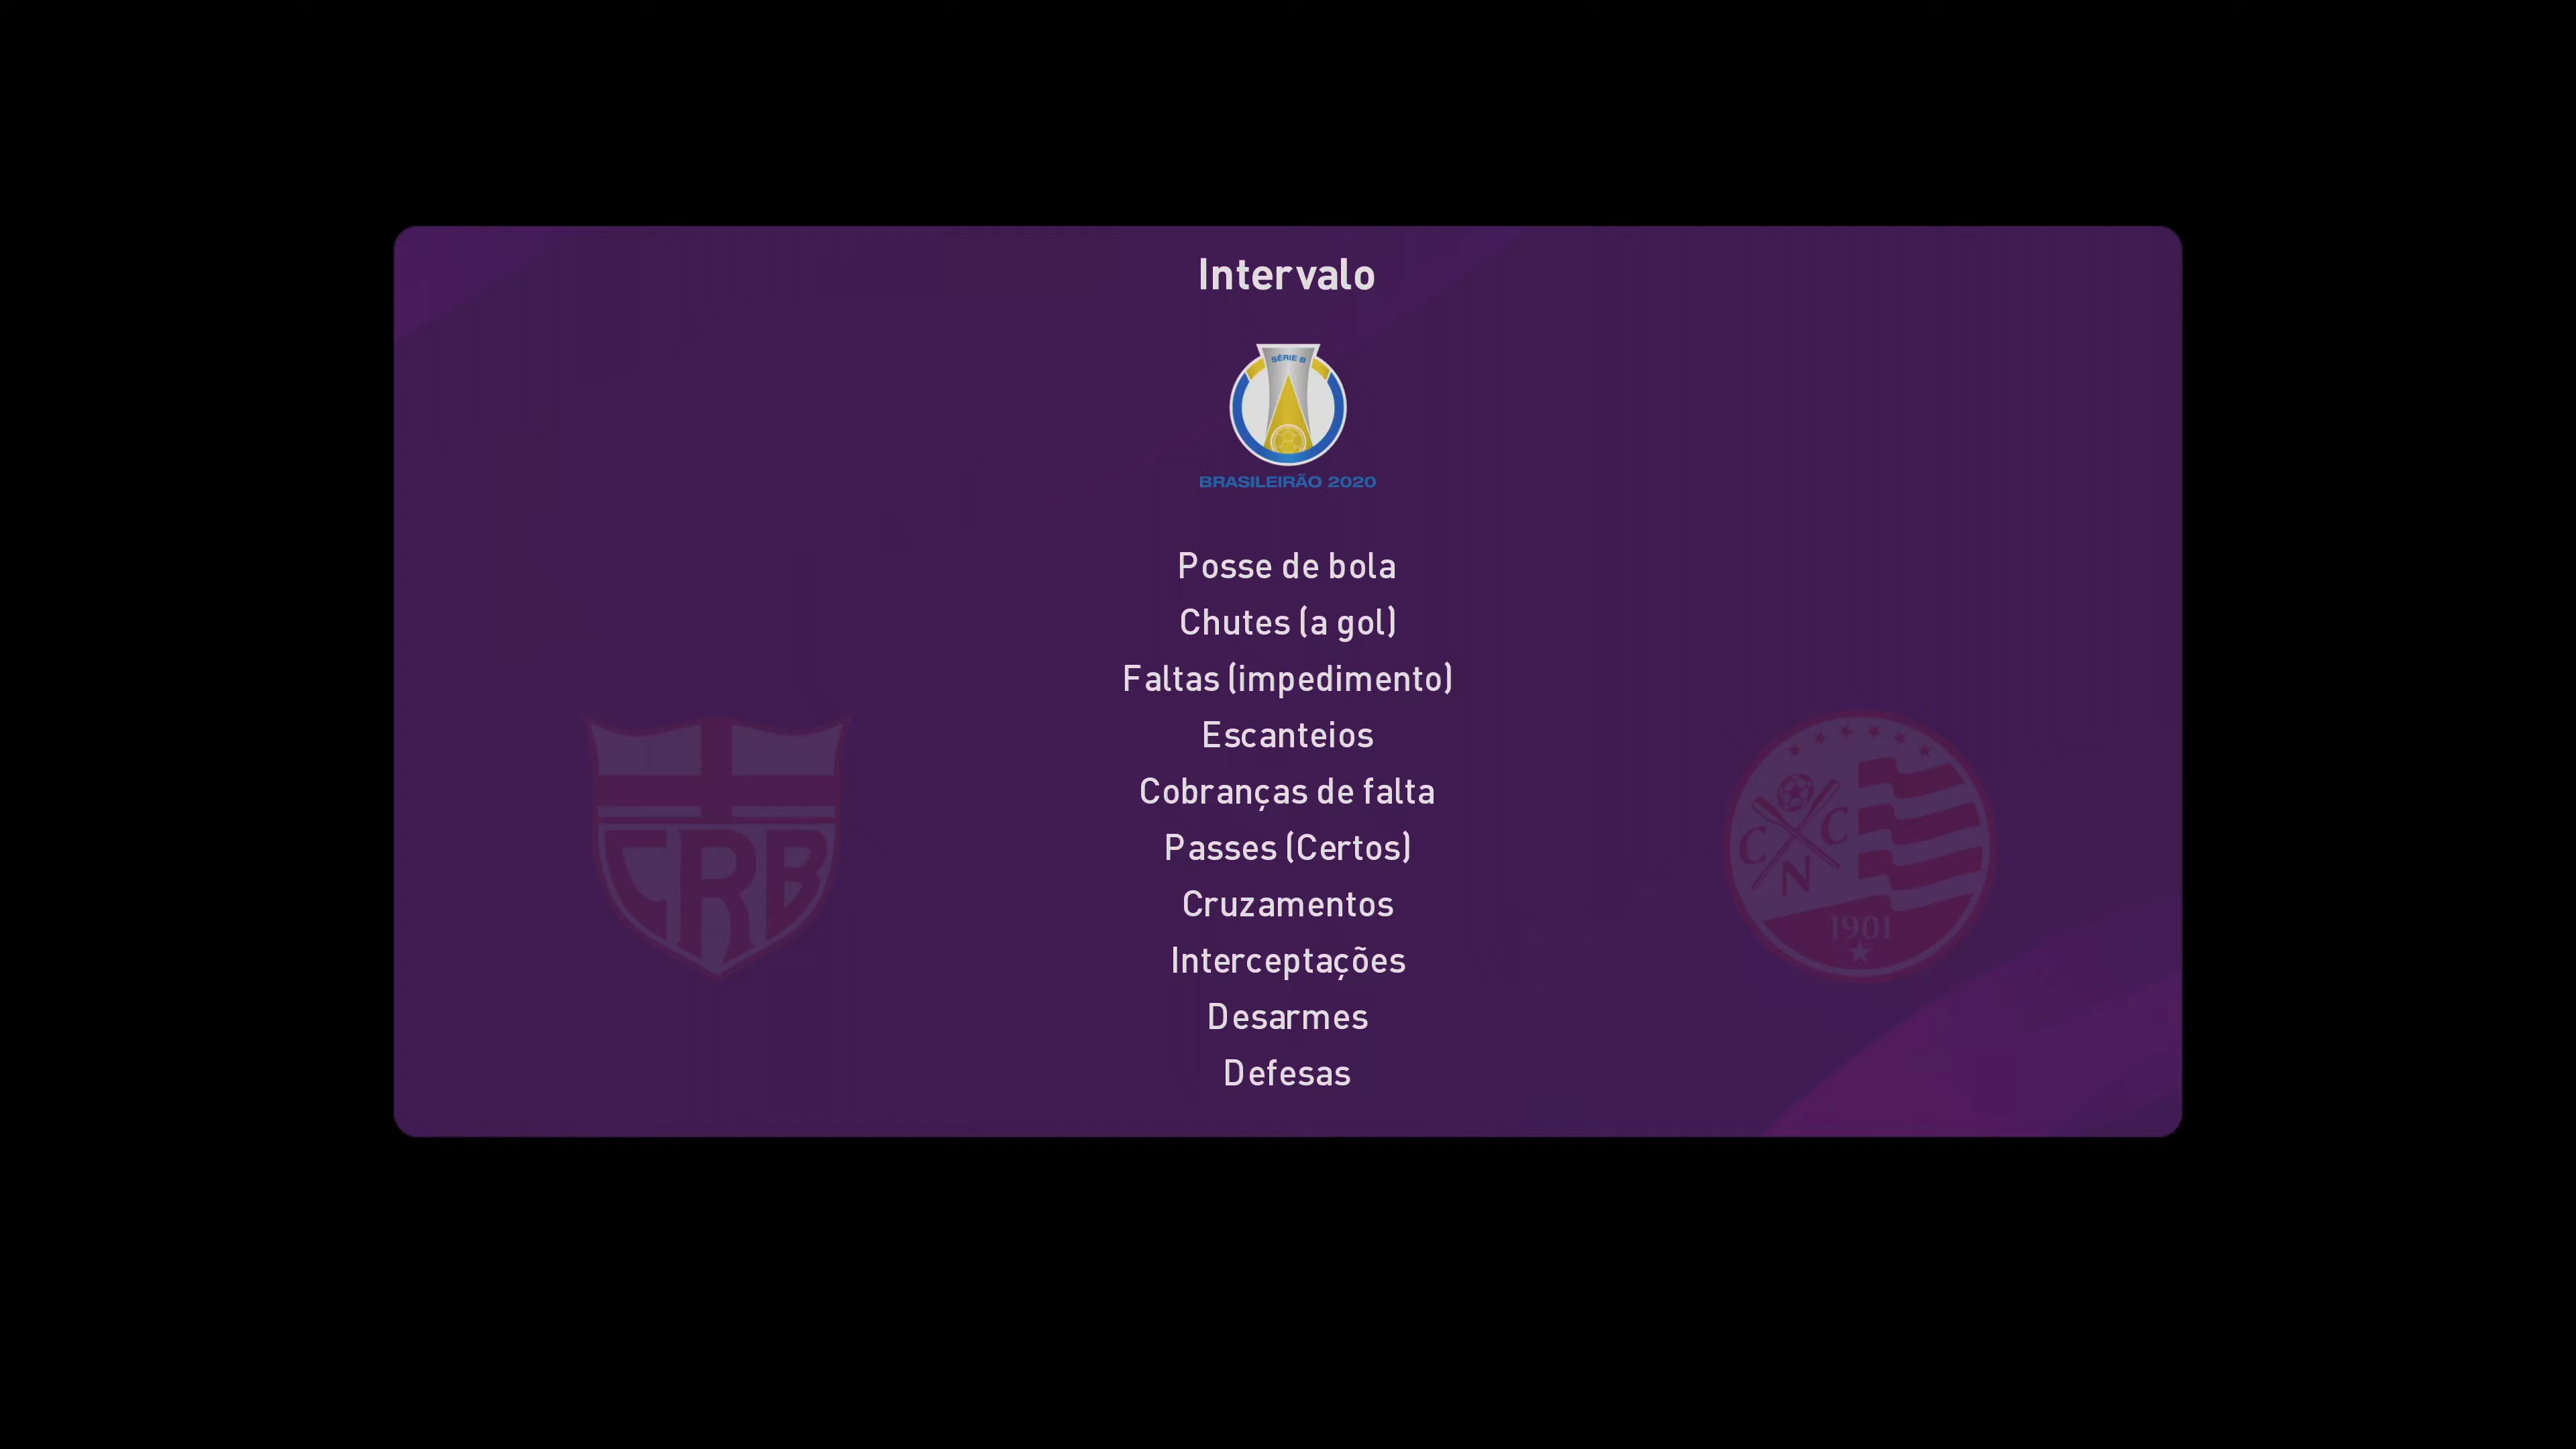 Intervalo
SÉRIE B
BRASILEIRÃO 2020
Posse de bola
Chutes (a gol)
Faltas (impedimento)
Escanteios
Cobranças de falta
Passes (Certos)
Cruzamentos
Interceptações
Desarmes
Defesas
CRB
C N C
1901